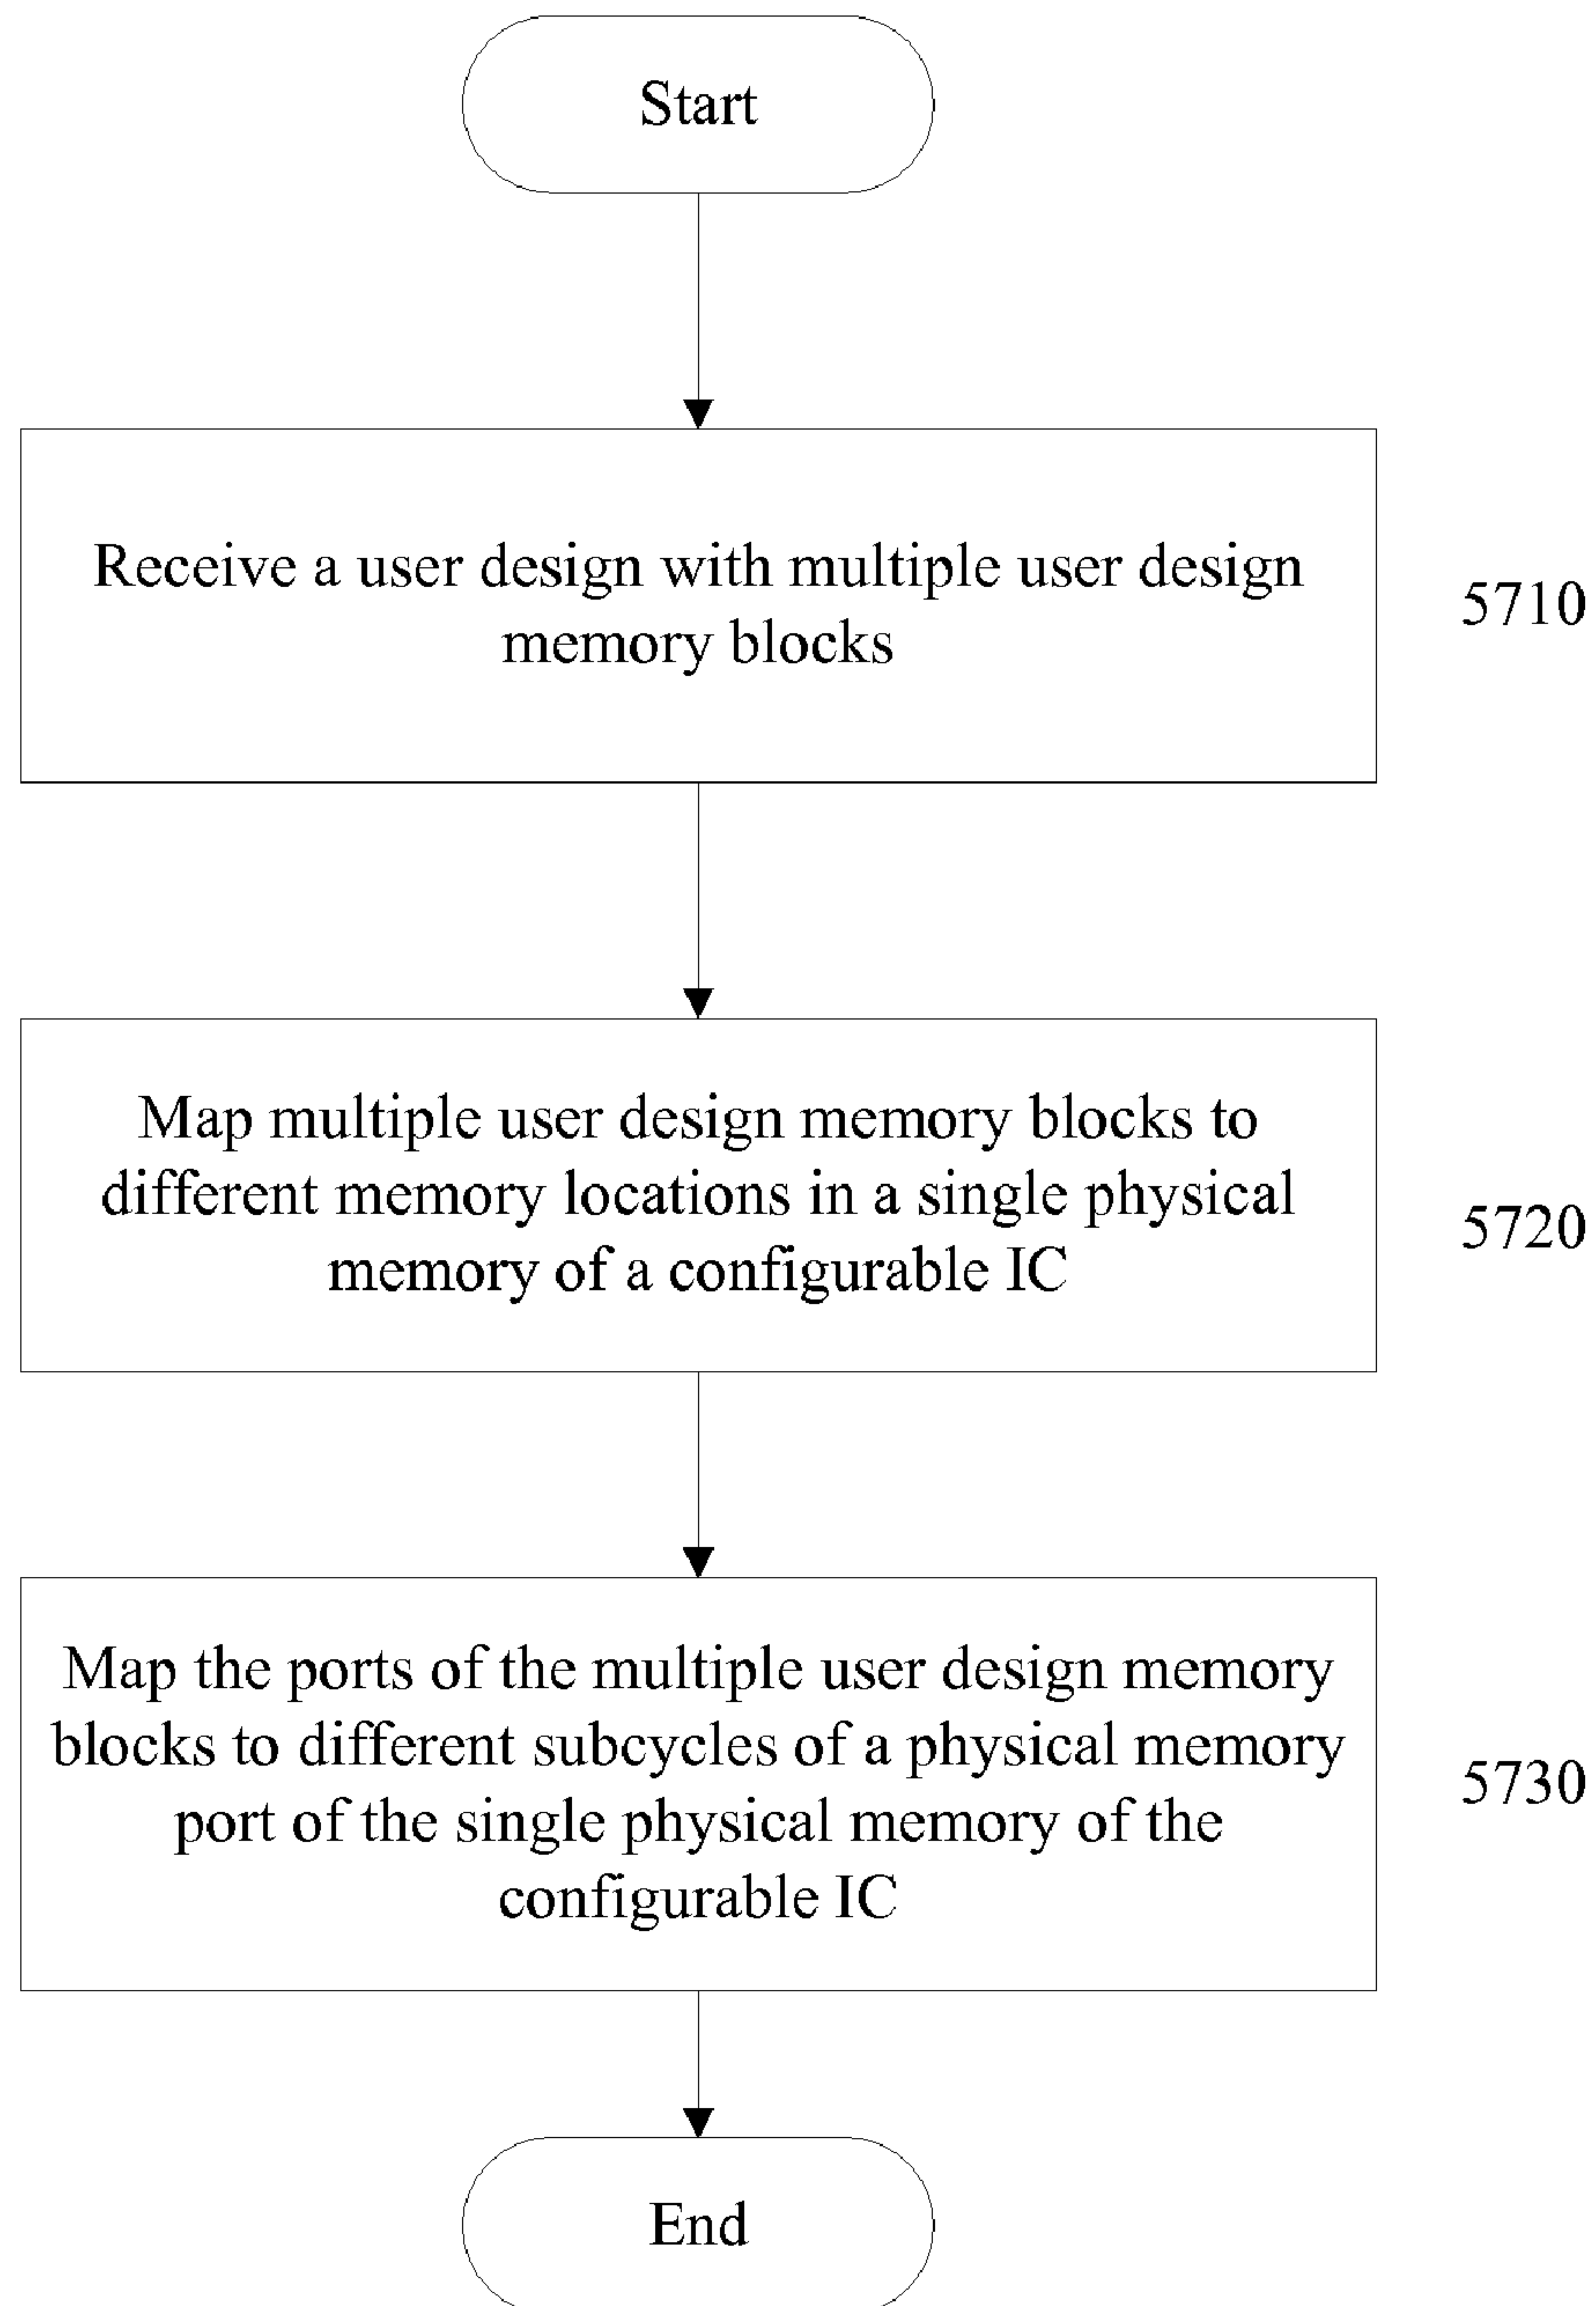 Start
Receive a user design with multiple user design
memory blocks
5710
Map multiple user design memory blocks to
different memory locations in a single physical
memory of a configurable IC
5720
Map the ports of the multiple user design memory
blocks to different subcycles of a physical memory
port of the single physical memory of the
configurable IC
5730
End